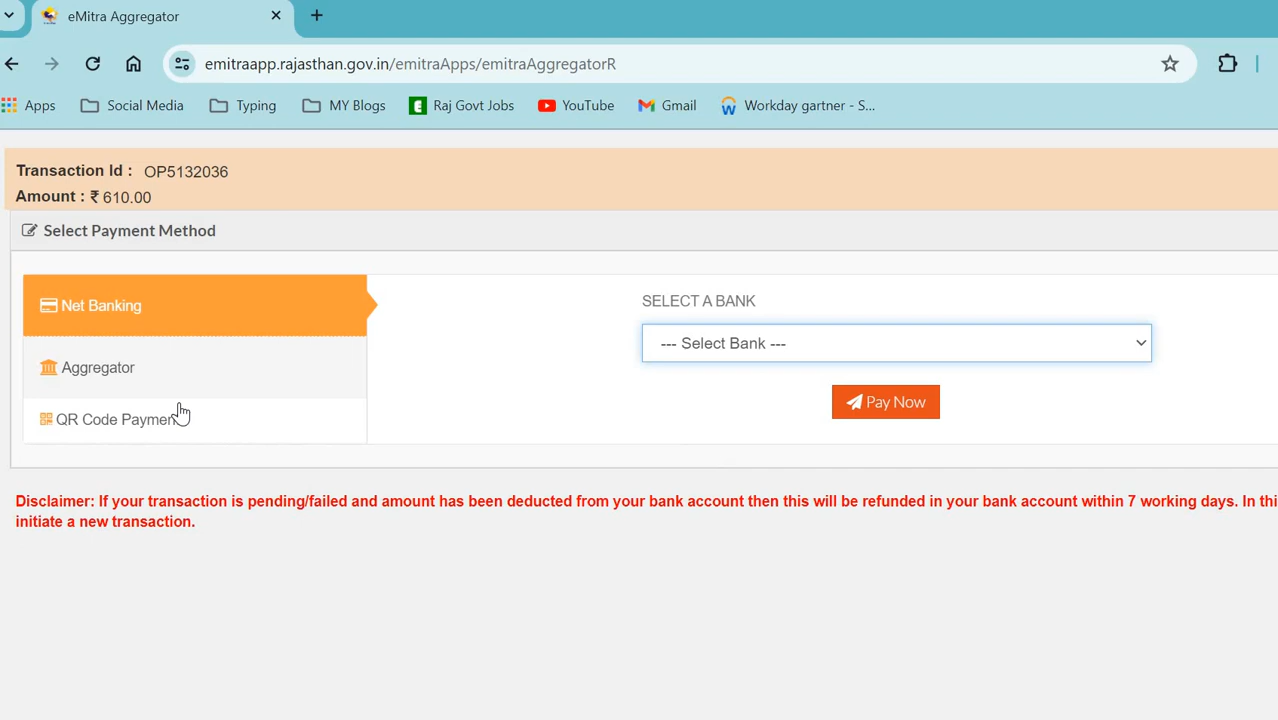 eMitra Aggregator
emitraapp.rajasthan.gov.in/emitraApps/emitraAggregatorR
Apps Social Media Typing MY Blogs Raj Govt Jobs YouTube Gmail Workday gartner - S...
Transaction Id : OP5132036
Amount : ₹ 610.00
Select Payment Method
Net Banking
SELECT A BANK
--- Select Bank ---
Aggregator
Pay Now
QR Code Paymen
Disclaimer: If your transaction is pending/failed and amount has been deducted from your bank account then this will be refunded in your bank account within 7 working days. In thi
initiate a new transaction.